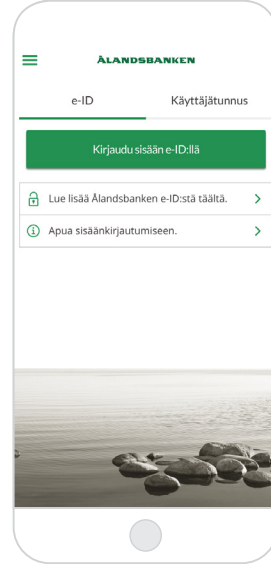 ÅLANDSBANKEN
e-ID Käyttäjätunnus
Kirjaudu sisään e-ID:llä
Lue lisää Ålandsbanken e-ID:stä täältä.
Apua sisäänkirjautumiseen.